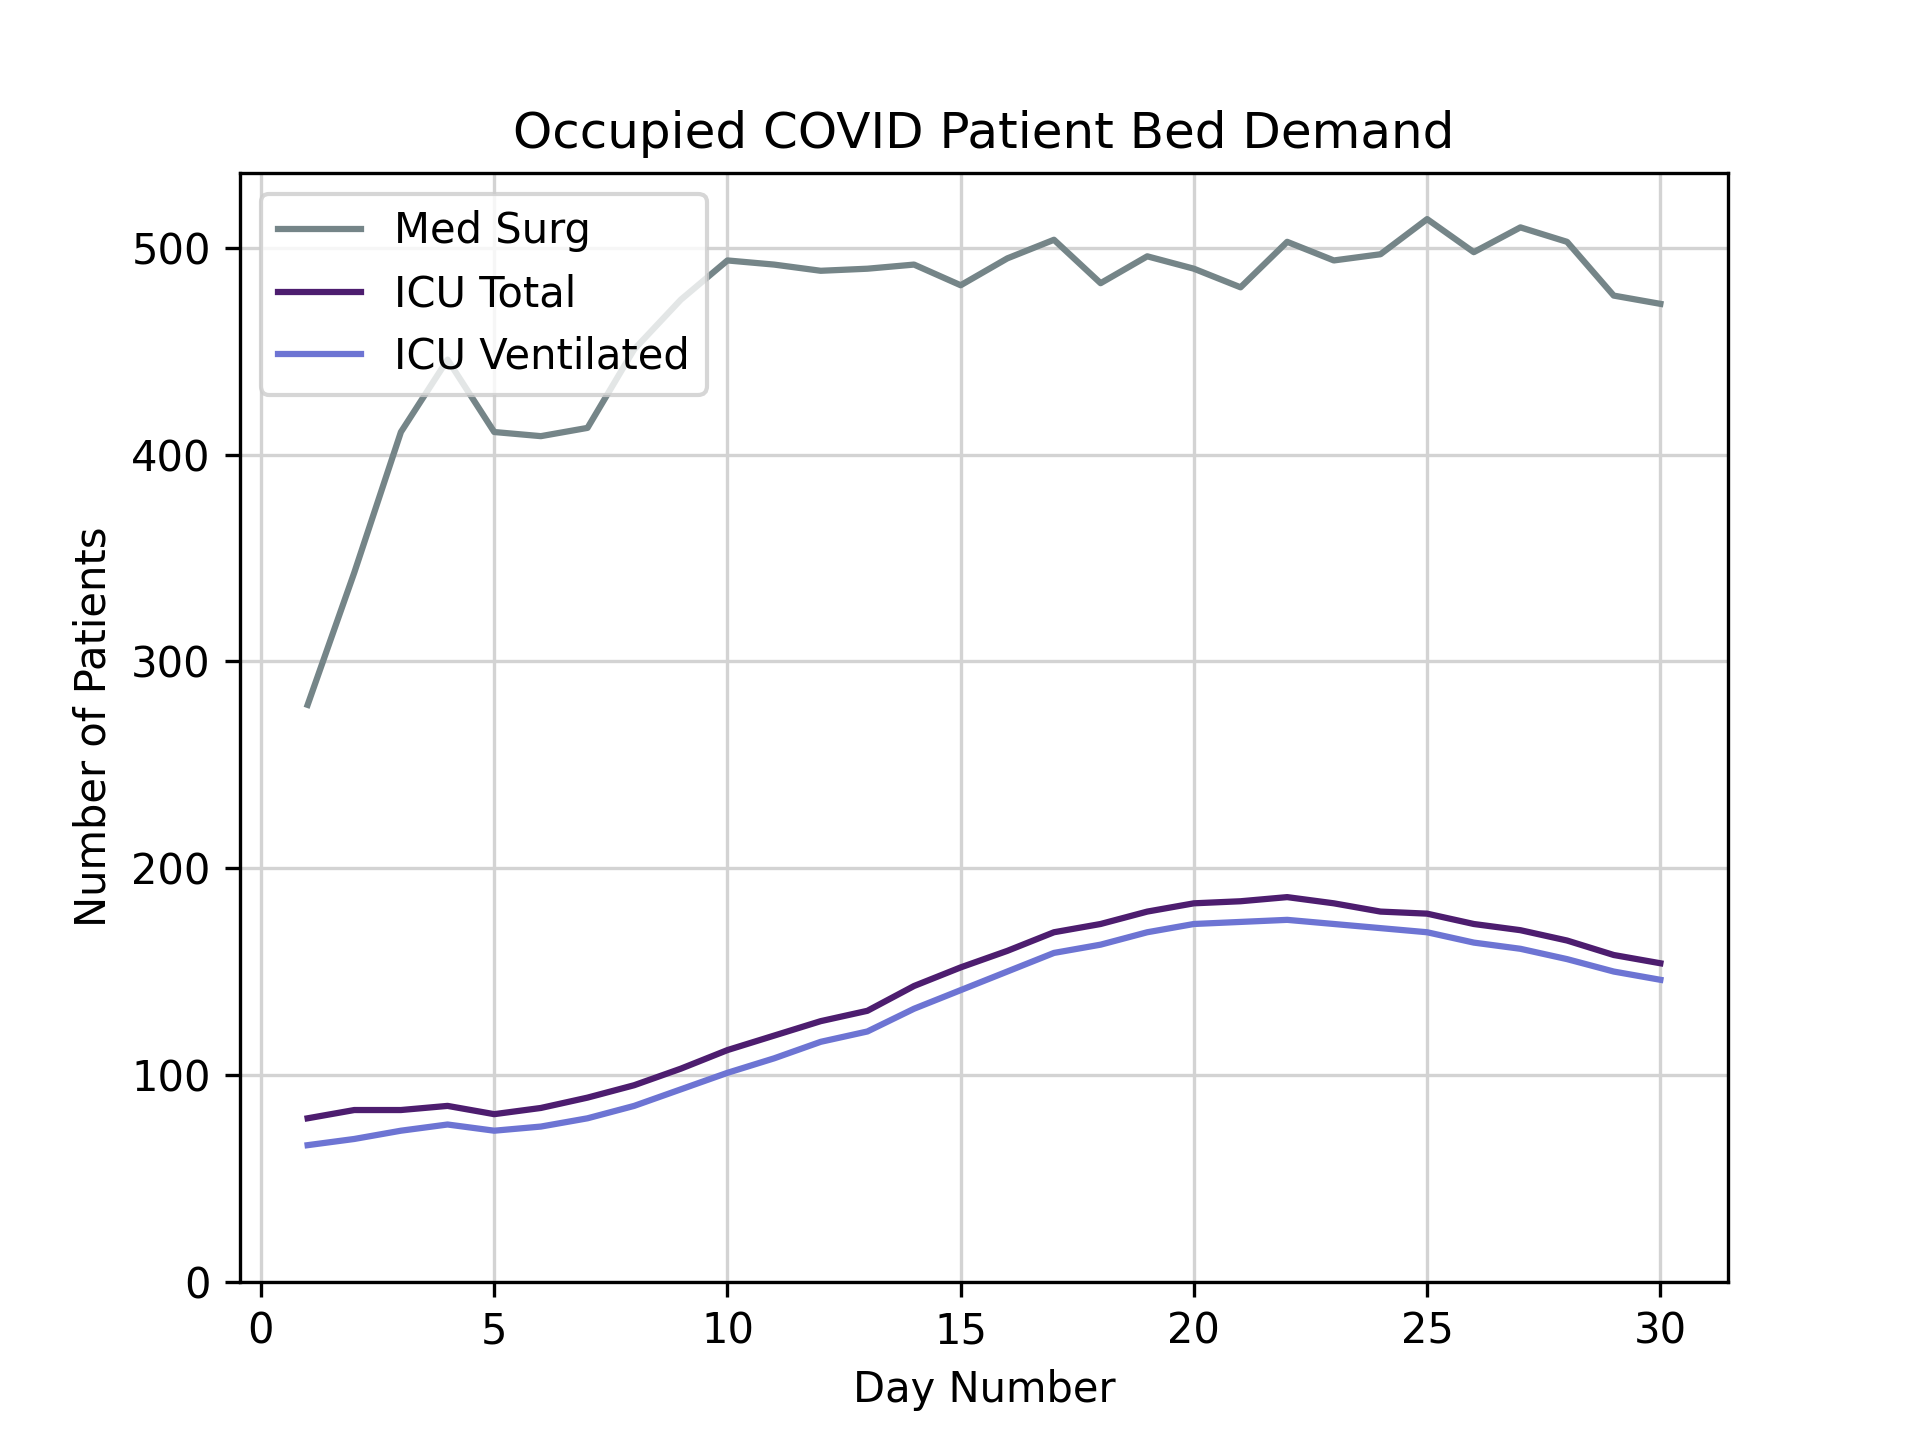 Occupied COVID Patient Bed Demand
Med Surg
ICU Total
ICU Ventilated
500
400
300
200
100
0
Number of Patients
0 5 10 15 20 25 30
Day Number